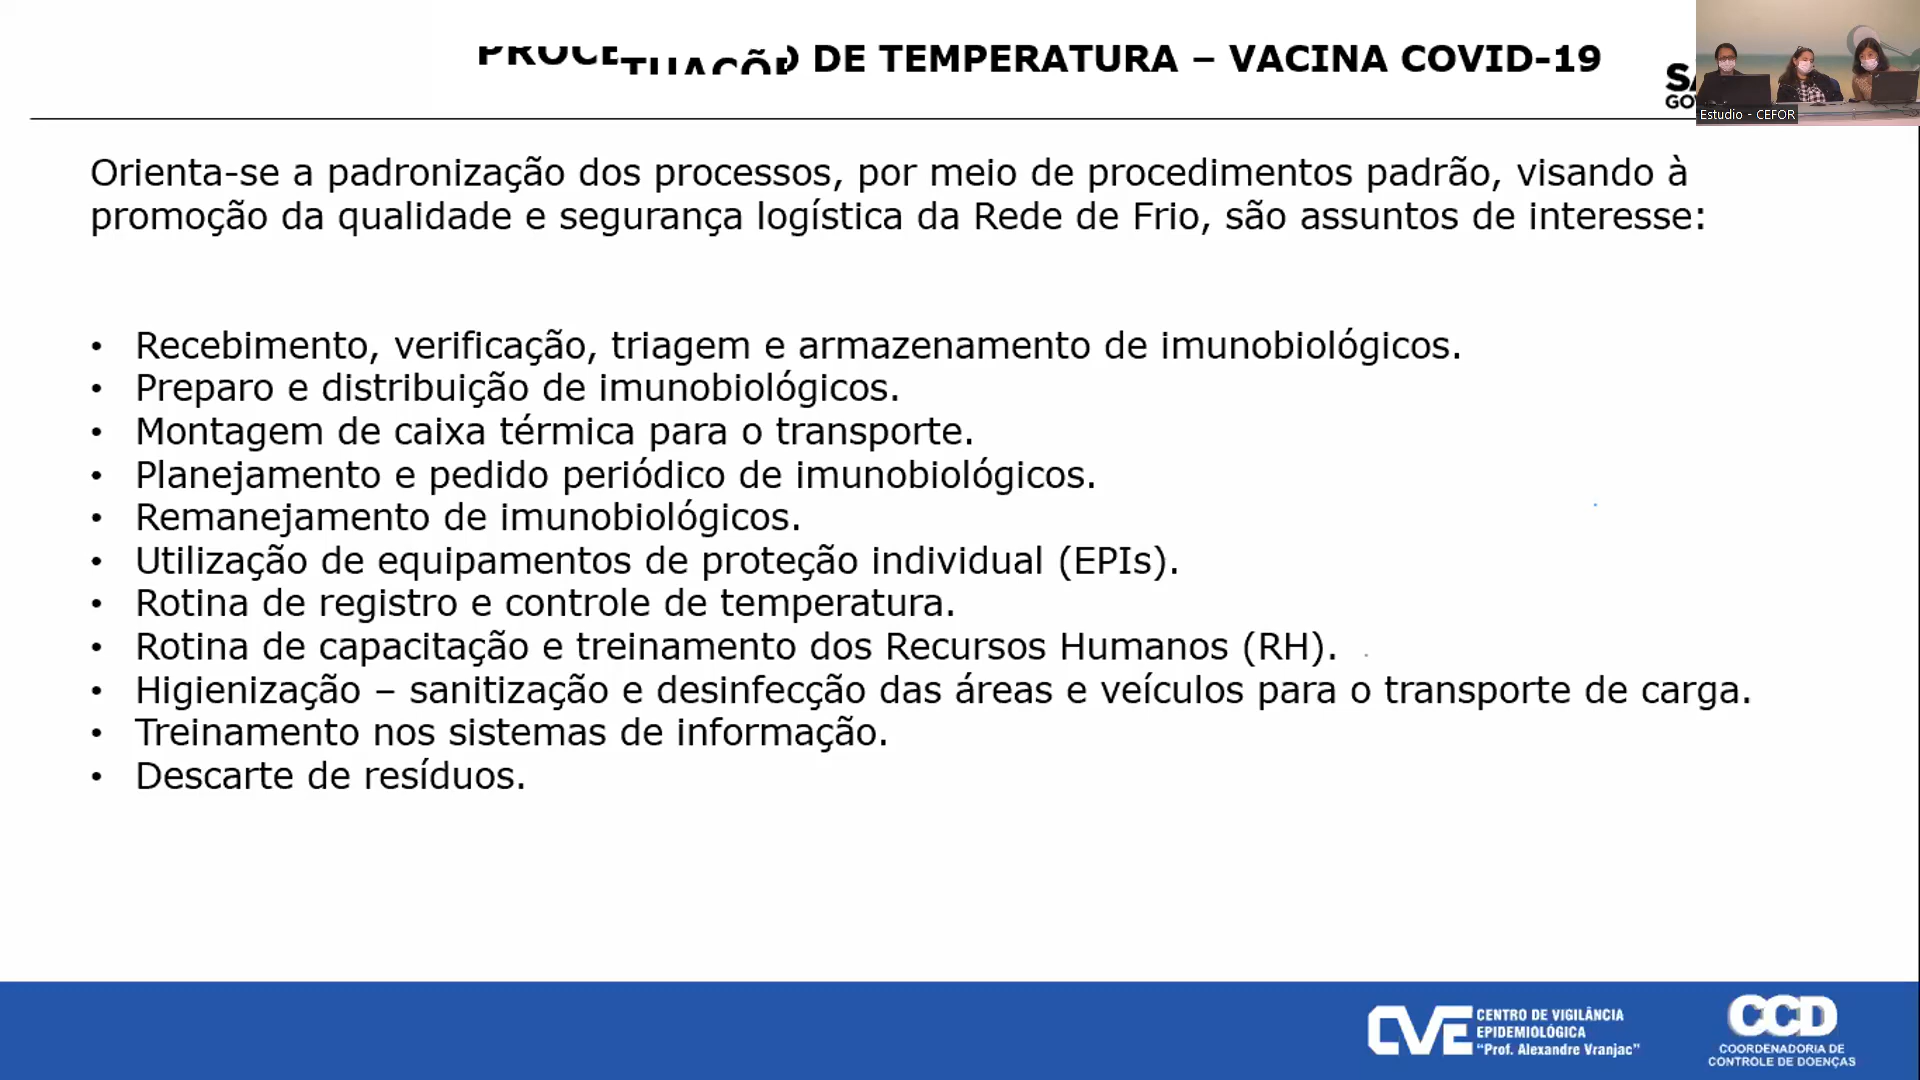 DE TEMPERATURA – VACINA COVID-19
Estudio - CEFOR
Orienta-se a padronização dos processos, por meio de procedimentos padrão, visando à
promoção da qualidade e segurança logística da Rede de Frio, são assuntos de interesse:
• Recebimento, verificação, triagem e armazenamento de imunobiológicos.
• Preparo e distribuição de imunobiológicos.
• Montagem de caixa térmica para o transporte.
• Planejamento e pedido periódico de imunobiológicos.
• Remanejamento de imunobiológicos.
• Utilização de equipamentos de proteção individual (EPIs).
• Rotina de registro e controle de temperatura.
• Rotina de capacitação e treinamento dos Recursos Humanos (RH).
• Higienização – sanitização e desinfecção das áreas e veículos para o transporte de carga.
• Treinamento nos sistemas de informação.
• Descarte de resíduos.
CVE CENTRO DE VIGILÂNCIA
EPIDEMIOLÓGICA
"Prof. Alexandre Vranjac"
CCD
COORDENADORIA DE
CONTROLE DE DOENÇAS